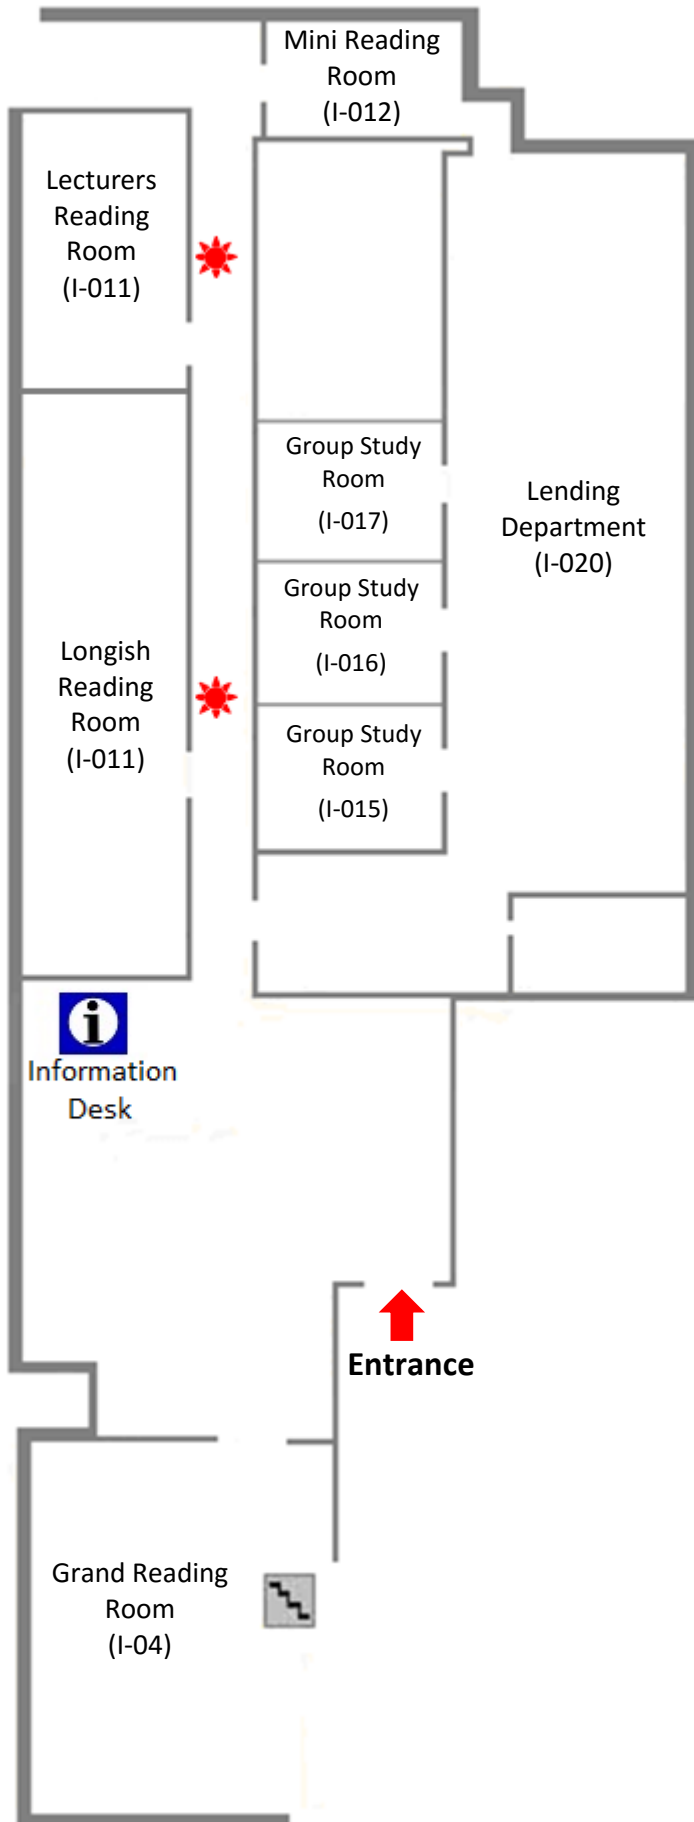 Mini Reading
Room
(I-012)
Lecturers
Reading
Room
(I-011)
Group Study
Room
(I-017)
Lending
Department
(I-020)
Group Study
Room
(I-016)
Longish
Reading
Room
(I-011)
Group Study
Room
(I-015)
i
Information
Desk
Entrance
Grand Reading
Room
(I-04)